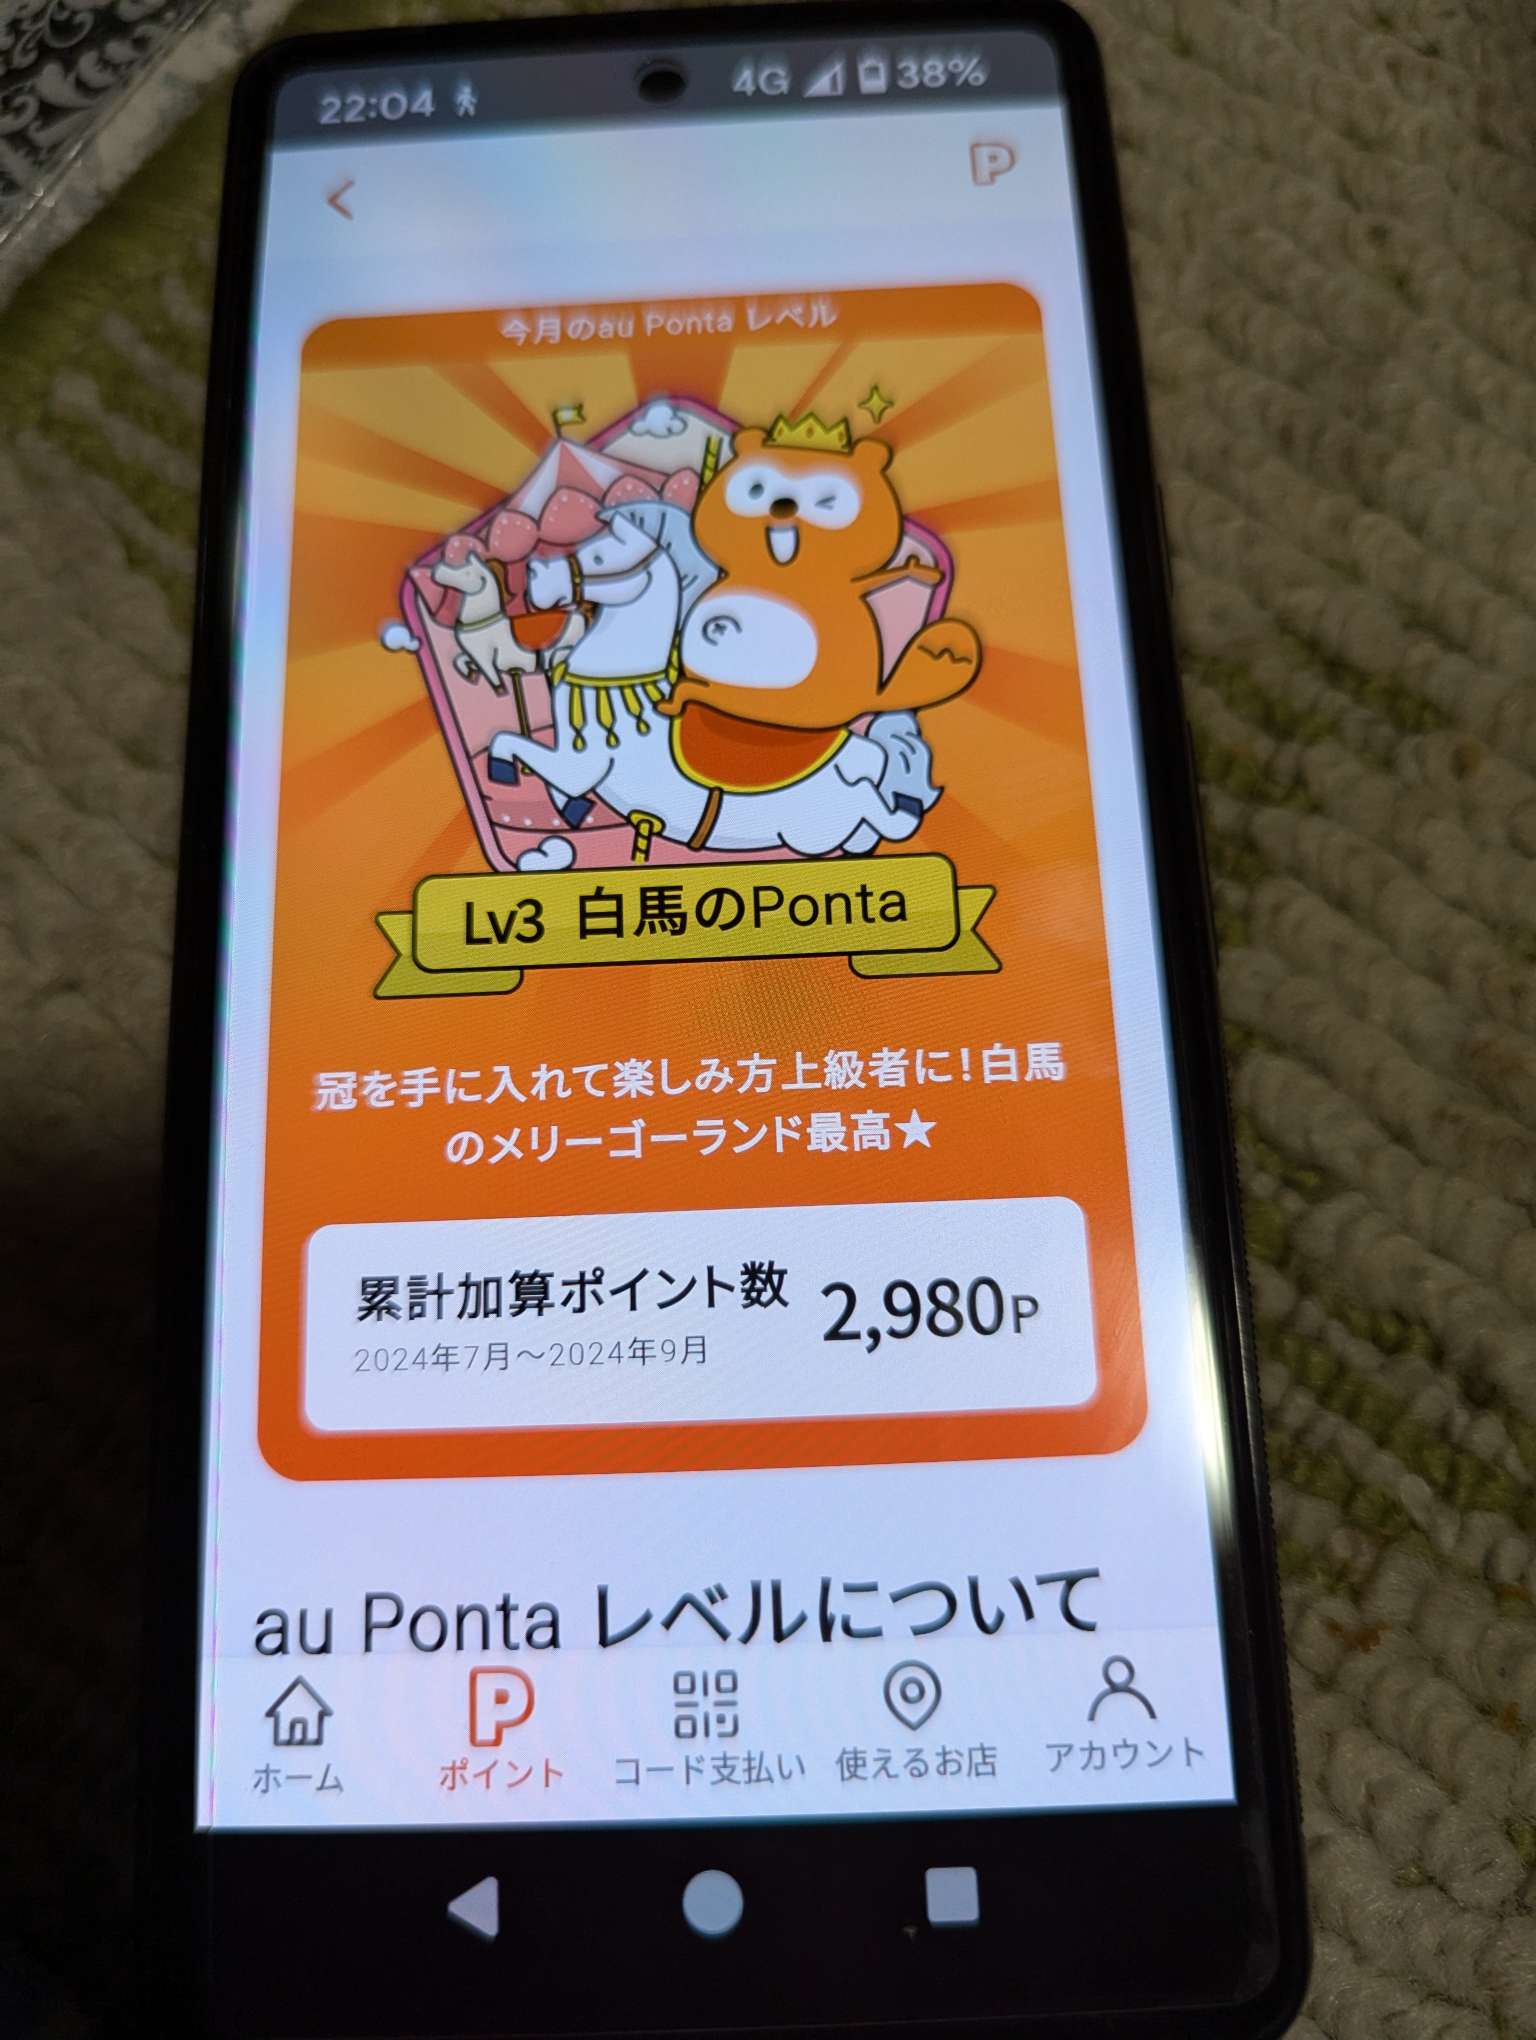 22:04 4G 38%
P
今月のau Ponta レベル
Lv3 白馬のPonta
冠を手に入れて楽しみ方上級者に!白馬
のメリーゴーランド最高★
累計加算ポイント数 2,980P
2024年7月～2024年9月
au Ponta レベルについて
P
ホーム ポイント コード支払い 使えるお店 アカウント